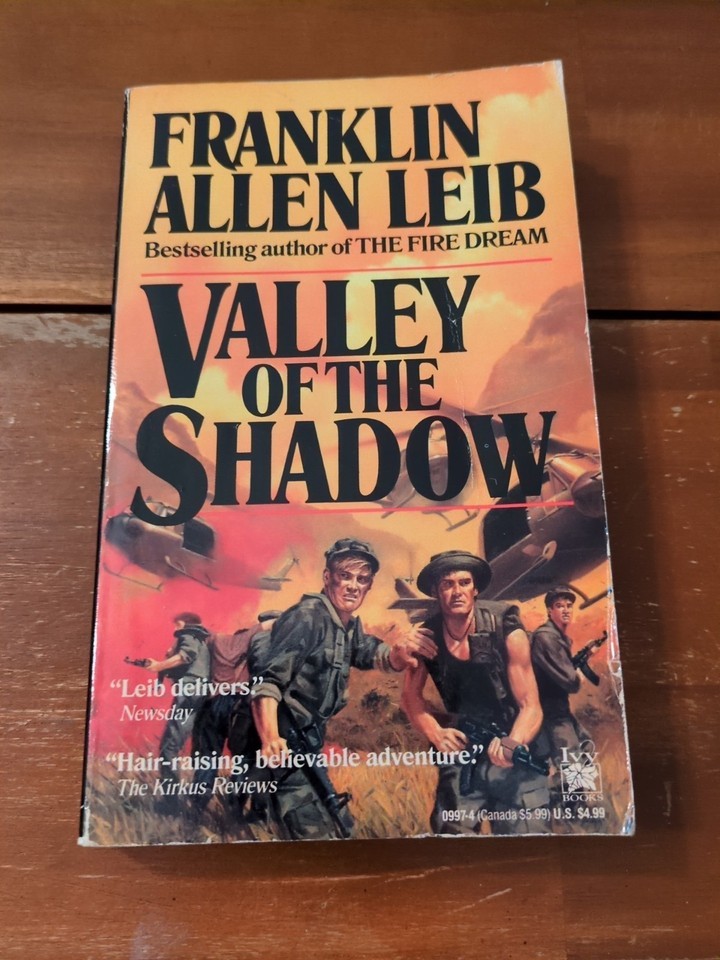 FRANKLIN
ALLEN LEIB
Bestselling author of THE FIRE DREAM
VALLEY
OF THE
SHADOW
“Leib delivers.”
Newsday
“Hair-raising, believable adventure.”
The Kirkus Reviews
Ivy
BOOKS
0997-4 (Canada $5.99) U.S. $4.99